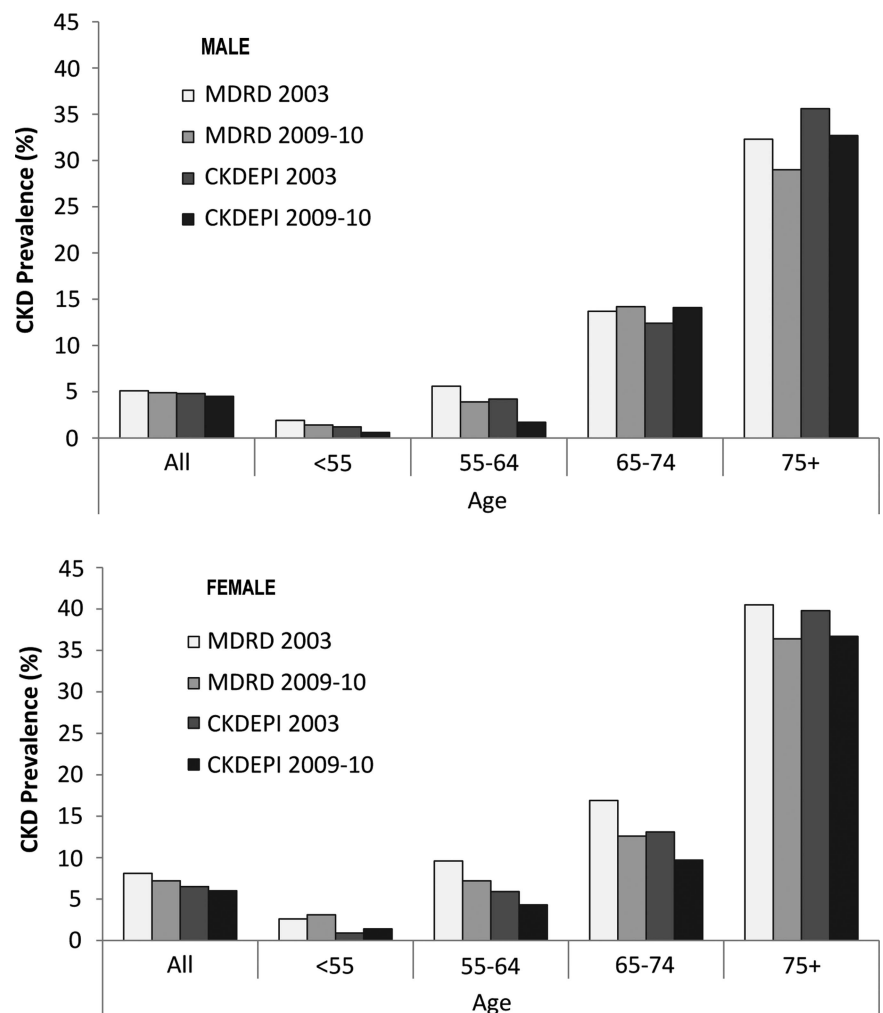 CKD Prevalence (%)
45
40
35
30
25
20
15
10
5
0
MALE
MDRD 2003
MDRD 2009-10
CKDEPI 2003
CKDEPI 2009-10
All
<55
55-64
65-74
75+
Age
CKD Prevalence (%)
45
40
35
30
25
20
15
10
5
0
FEMALE
MDRD 2003
MDRD 2009-10
CKDEPI 2003
CKDEPI 2009-10
All
<55
55-64
65-74
75+
Age